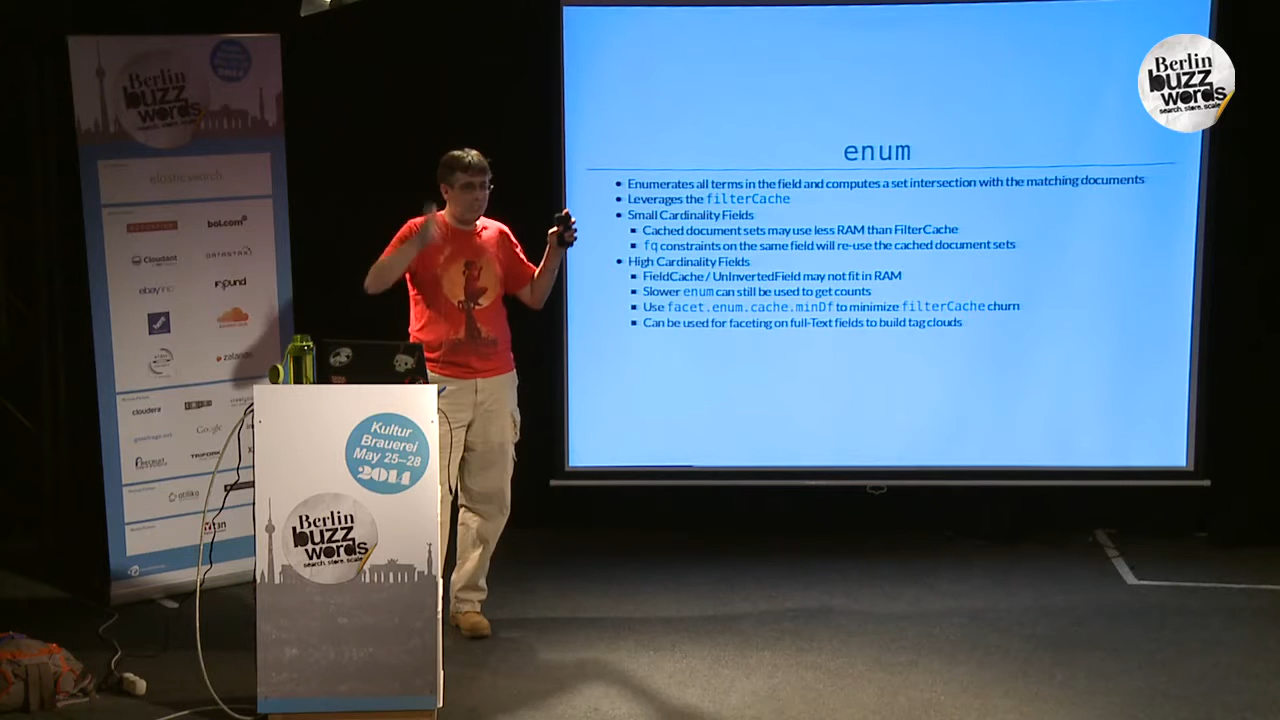 Berlin
buzz
words
2014
elasticsearch
bol.com
Cloudant
DATASTAX
ebay inc
found
zalando
cloudera
Google
TRIFORK
Kultur
Brauerei
May 25–28
2014
Berlin
buzz
words
search. store. scale.
enum
• Enumerates all terms in the field and computes a set intersection with the matching documents
• Leverages the filterCache
• Small Cardinality Fields
▪ Cached document sets may use less RAM than FilterCache
▪ fq constraints on the same field will re-use the cached document sets
• High Cardinality Fields
▪ FieldCache / UnInvertedField may not fit in RAM
▪ Slower enum can still be used to get counts
▪ Use facet.enum.cache.minDf to minimize filterCache churn
▪ Can be used for faceting on full-Text fields to build tag clouds
Berlin
buzz
words
search. store. scale.